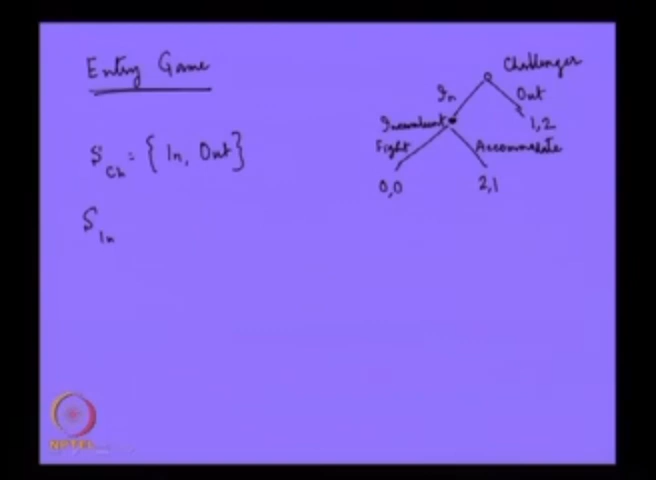 Entry Game
S_Ch = { In, Out}
S_In
Challenger
In
Out
Incumbent
1,2
Fight
Accommodate
0,0
2,1
NPTEL